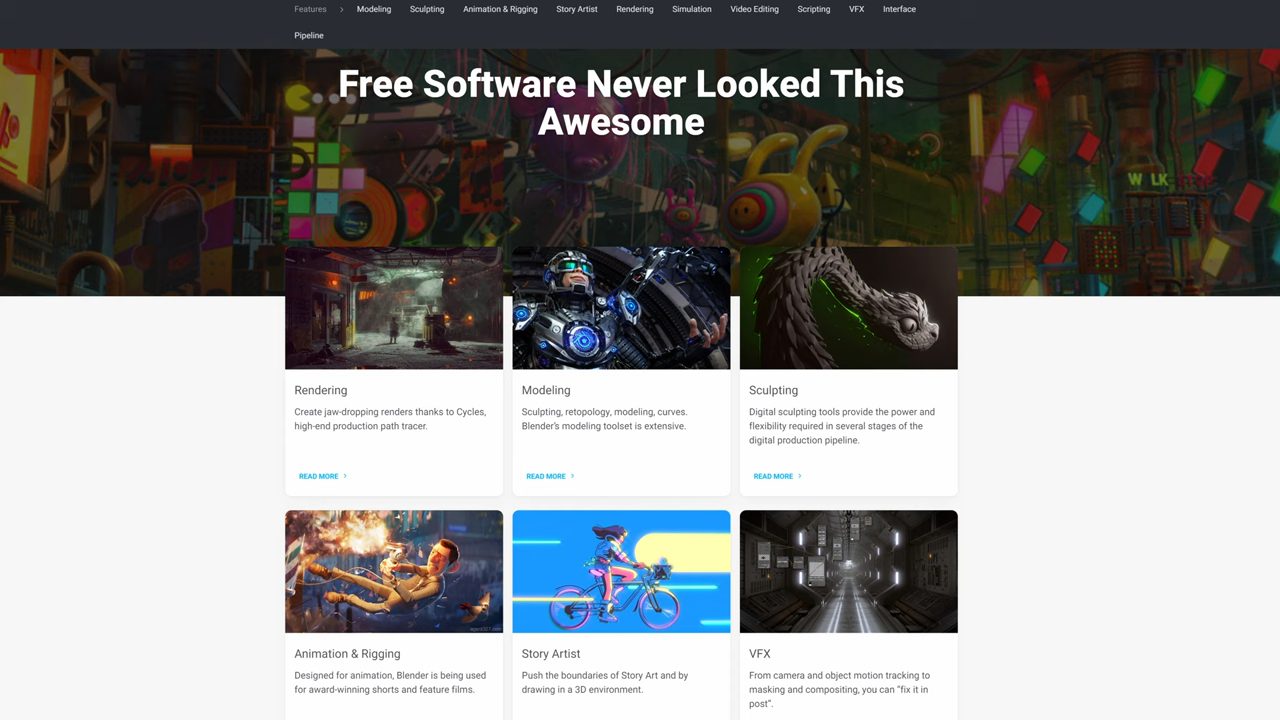 Features > Modeling Sculpting Animation & Rigging Story Artist Rendering Simulation Video Editing Scripting VFX Interface
Pipeline
Free Software Never Looked This
Awesome
W LK
Rendering
Create jaw-dropping renders thanks to Cycles,
high-end production path tracer.
READ MORE >
Modeling
Sculpting, retopology, modeling, curves.
Blender's modeling toolset is extensive.
READ MORE >
Sculpting
Digital sculpting tools provide the power and
flexibility required in several stages of the
digital production pipeline.
READ MORE >
agent327.com
Animation & Rigging
Designed for animation, Blender is being used
for award-winning shorts and feature films.
Story Artist
Push the boundaries of Story Art and by
drawing in a 3D environment.
VFX
From camera and object motion tracking to
masking and compositing, you can “fix it in
post”.